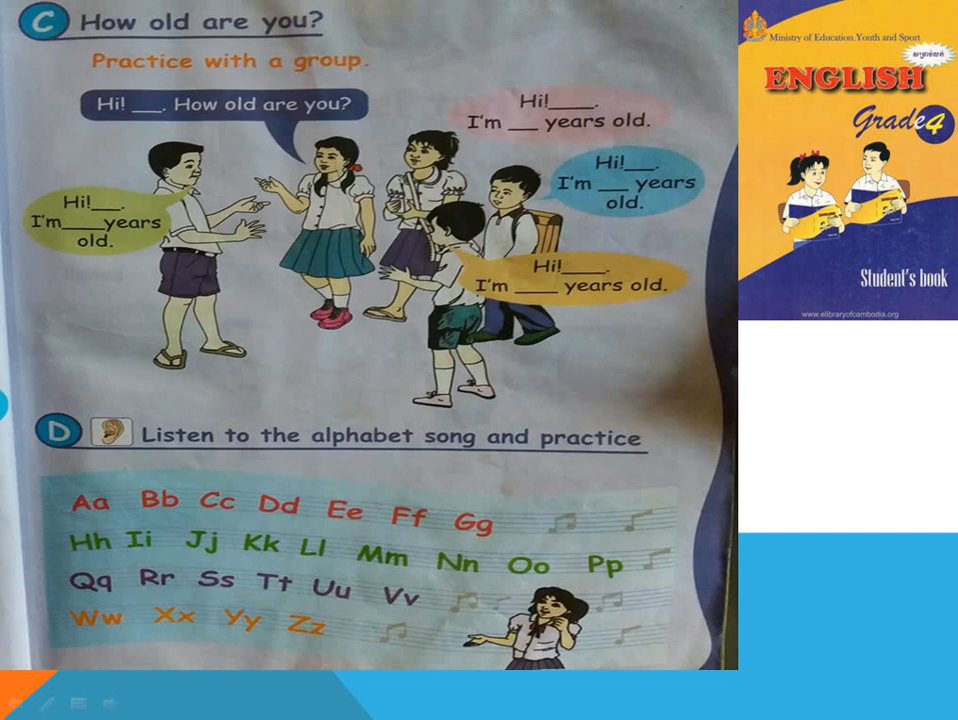 C How old are you?
Practice with a group.
Hi! ___. How old are you?
Hi!____.
I'm ___ years old.
Hi!___.
I'm ___ years
old.
Hi!___.
I'm____years
old.
Hi!____.
I'm ____ years old.
D Listen to the alphabet song and practice
Aa Bb Cc Dd Ee Ff Gg
Hh Ii Jj Kk Ll Mm Nn Oo Pp
Qq Rr Ss Tt Uu Vv
Ww Xx Yy Zz
Ministry of Education,Youth and Sport
ENGLISH
Grade4
Student's book
www.elibraryofcambodia.org